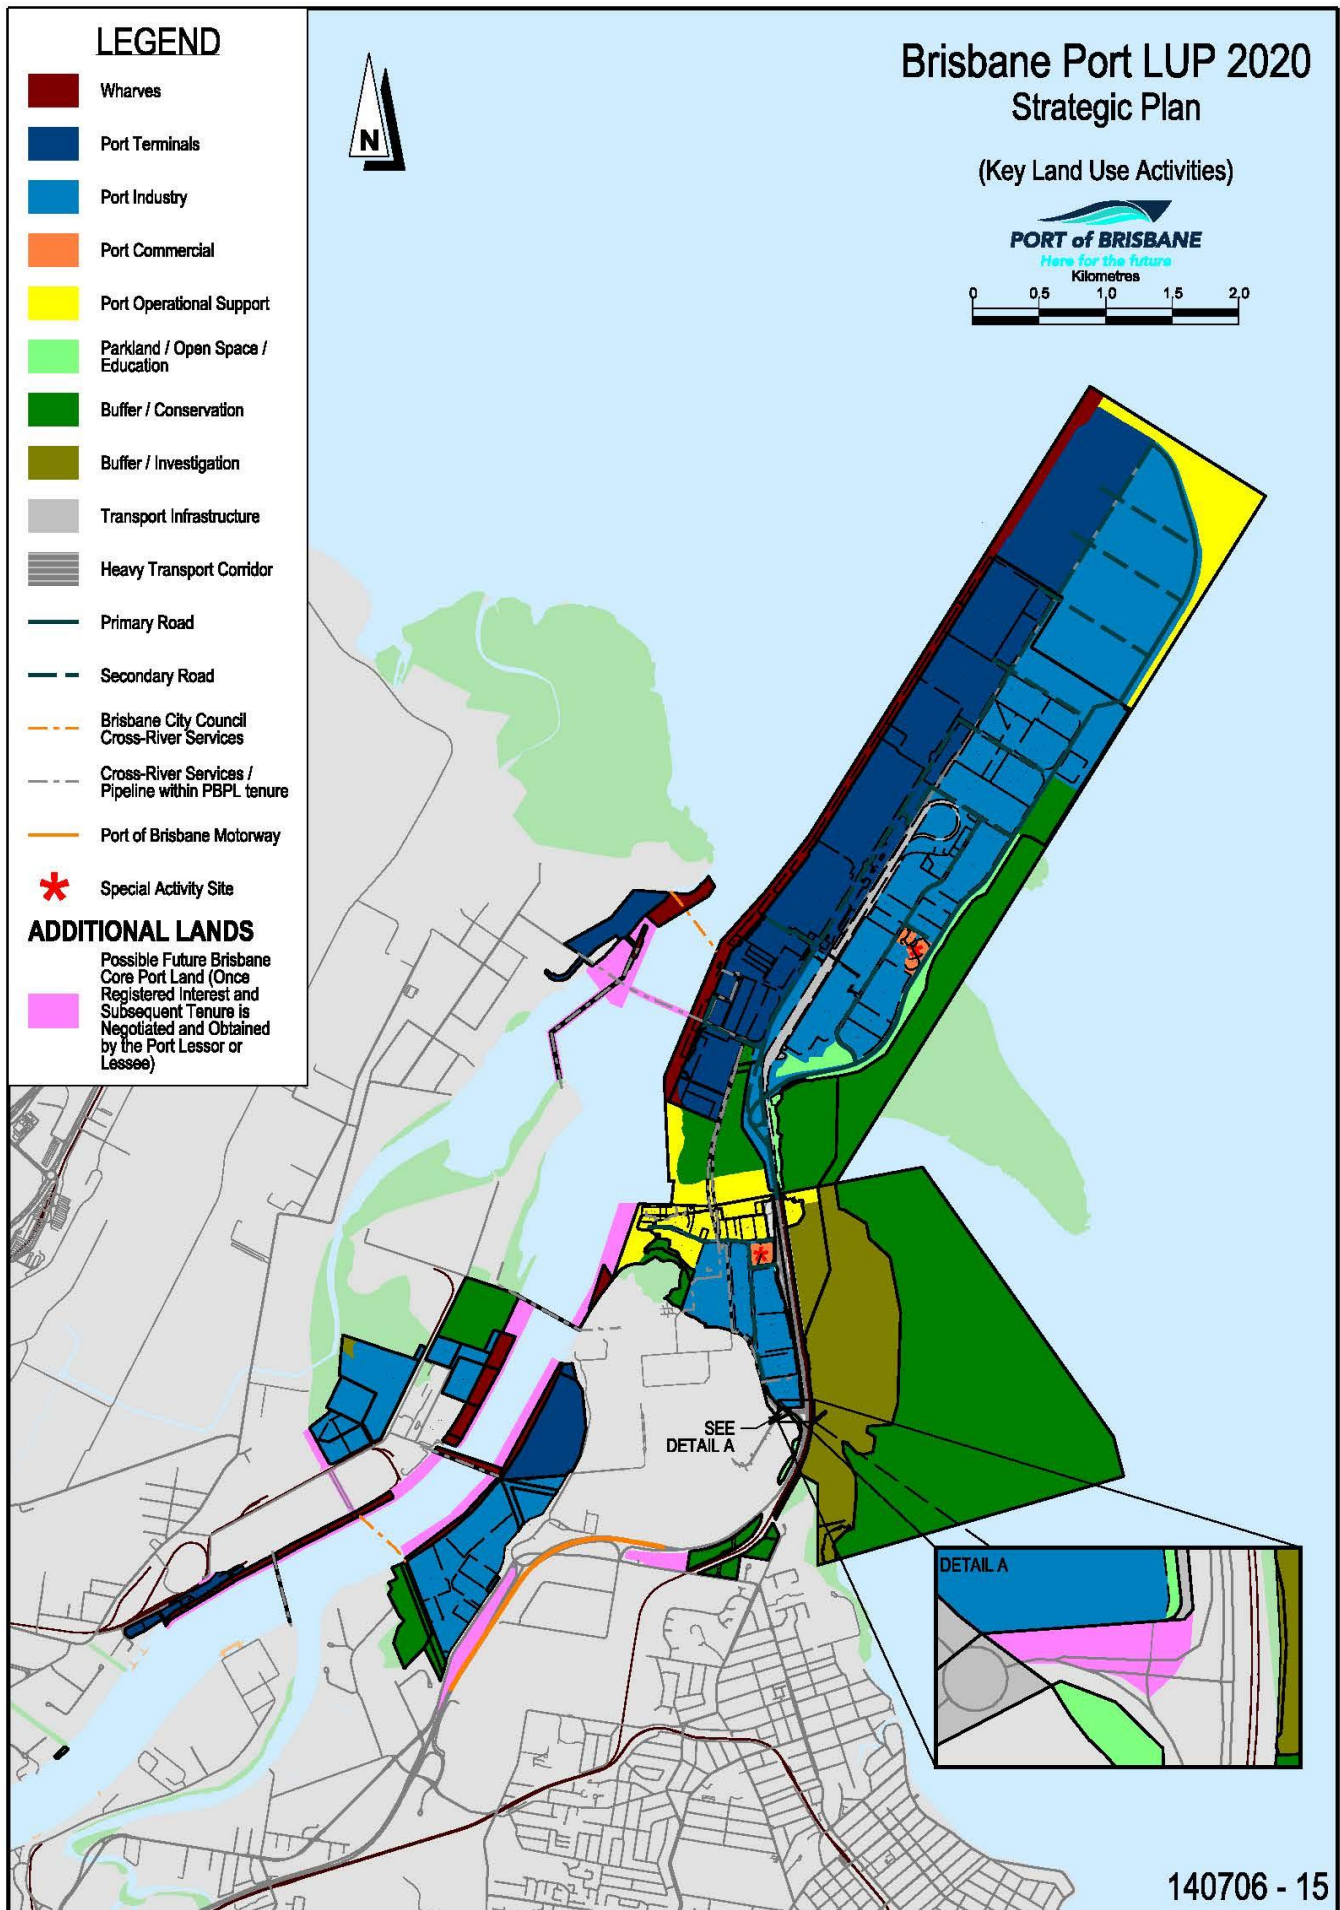 LEGEND
Wharves
Port Terminals
Port Industry
Port Commercial
Port Operational Support
Parkland / Open Space /
Education
Buffer / Conservation
Buffer / Investigation
Transport Infrastructure
Heavy Transport Corridor
Primary Road
Secondary Road
Brisbane City Council
Cross-River Services
Cross-River Services /
Pipeline within PBPL tenure
Port of Brisbane Motorway
Special Activity Site
ADDITIONAL LANDS
Possible Future Brisbane
Core Port Land (Once
Registered Interest and
Subsequent Tenure is
Negotiated and Obtained
by the Port Lessor or
Lessee)
N
Brisbane Port LUP 2020
Strategic Plan
(Key Land Use Activities)
PORT of BRISBANE
Here for the future
Kilometres
0 0.5 1.0 1.5 2.0
SEE
DETAIL A
DETAIL A
140706 - 15